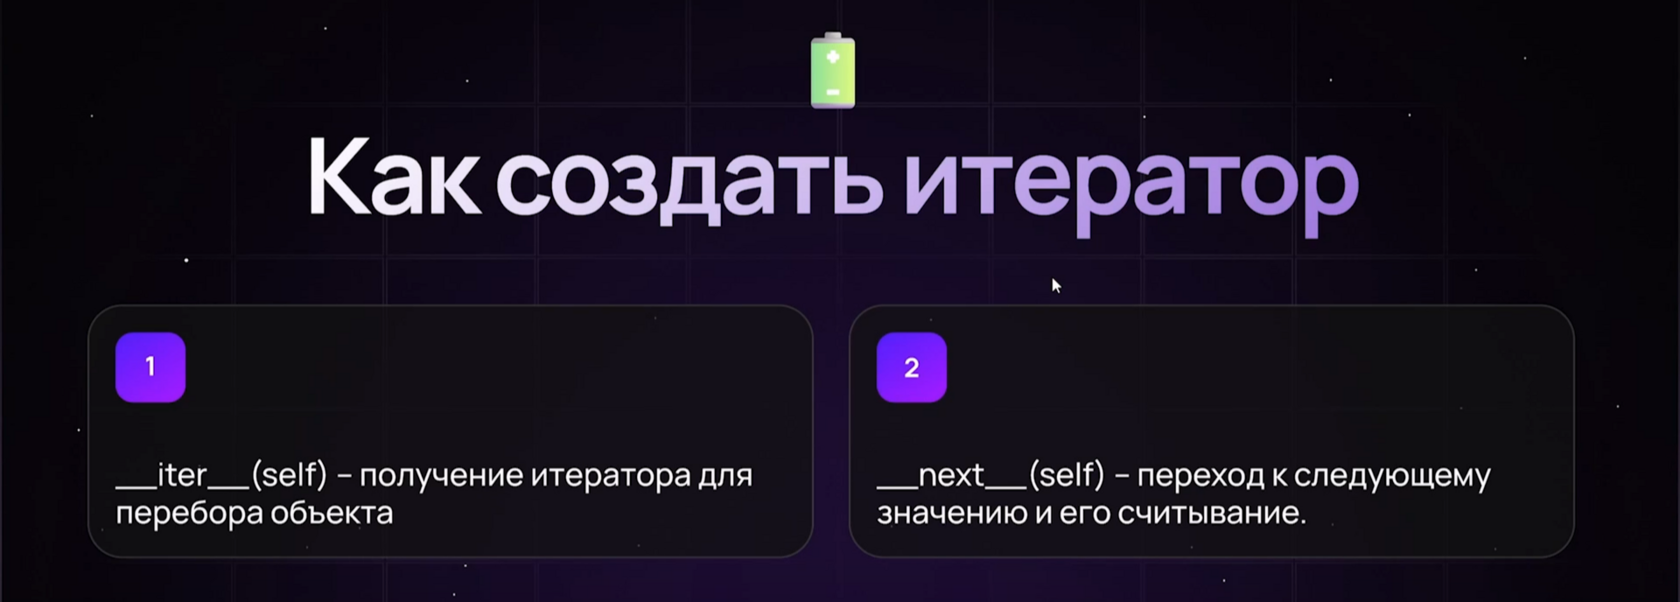 Как создать итератор
1
__iter__(self) – получение итератора для
перебора объекта
2
__next__(self) – переход к следующему
значению и его считывание.